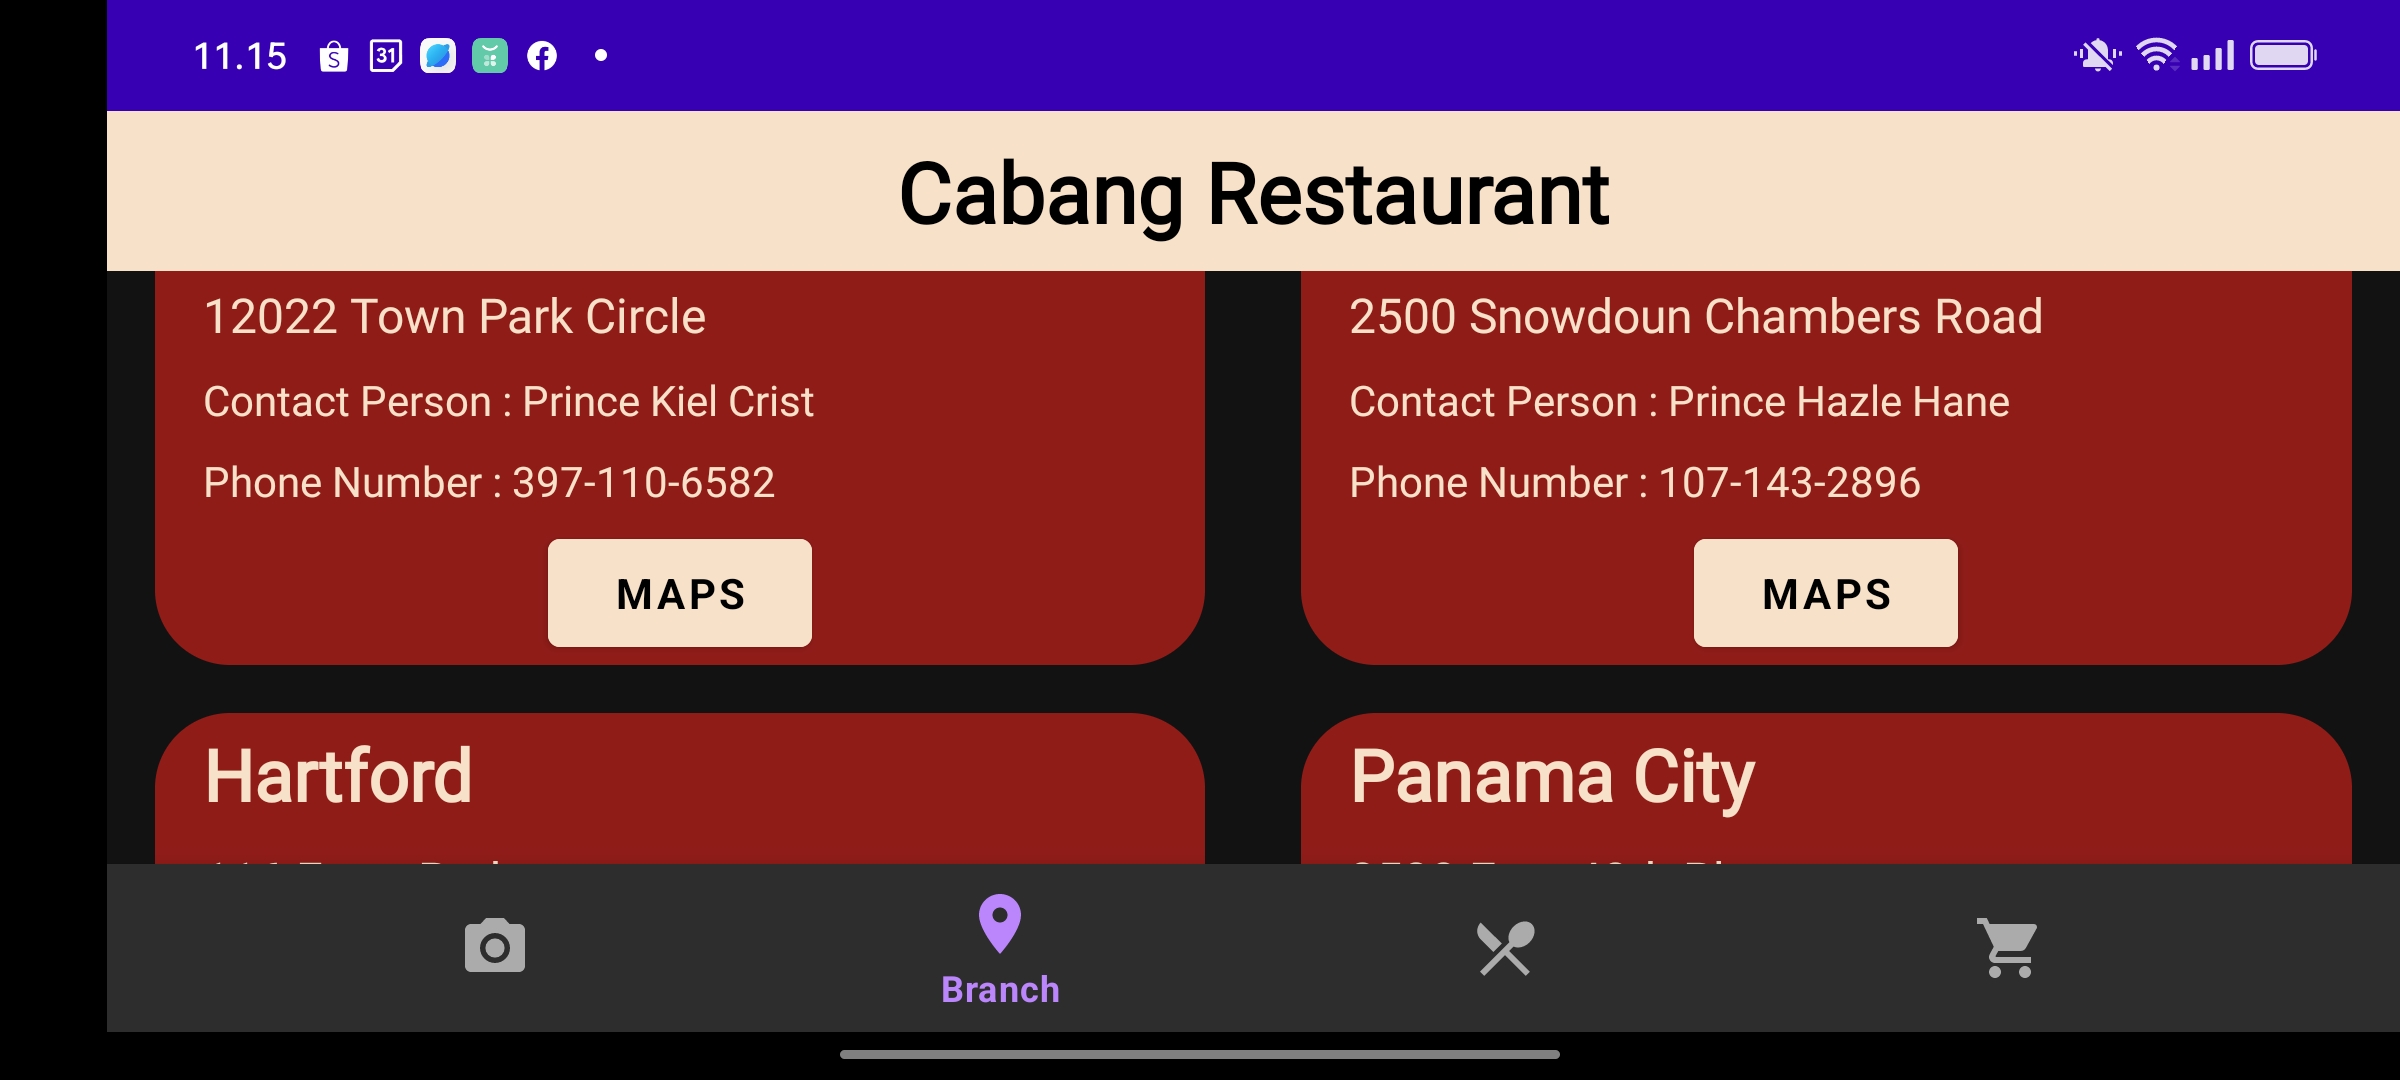 11.15
31
Cabang Restaurant
12022 Town Park Circle
Contact Person : Prince Kiel Crist
Phone Number : 397-110-6582
MAPS
2500 Snowdoun Chambers Road
Contact Person : Prince Hazle Hane
Phone Number : 107-143-2896
MAPS
Hartford
Panama City
Branch